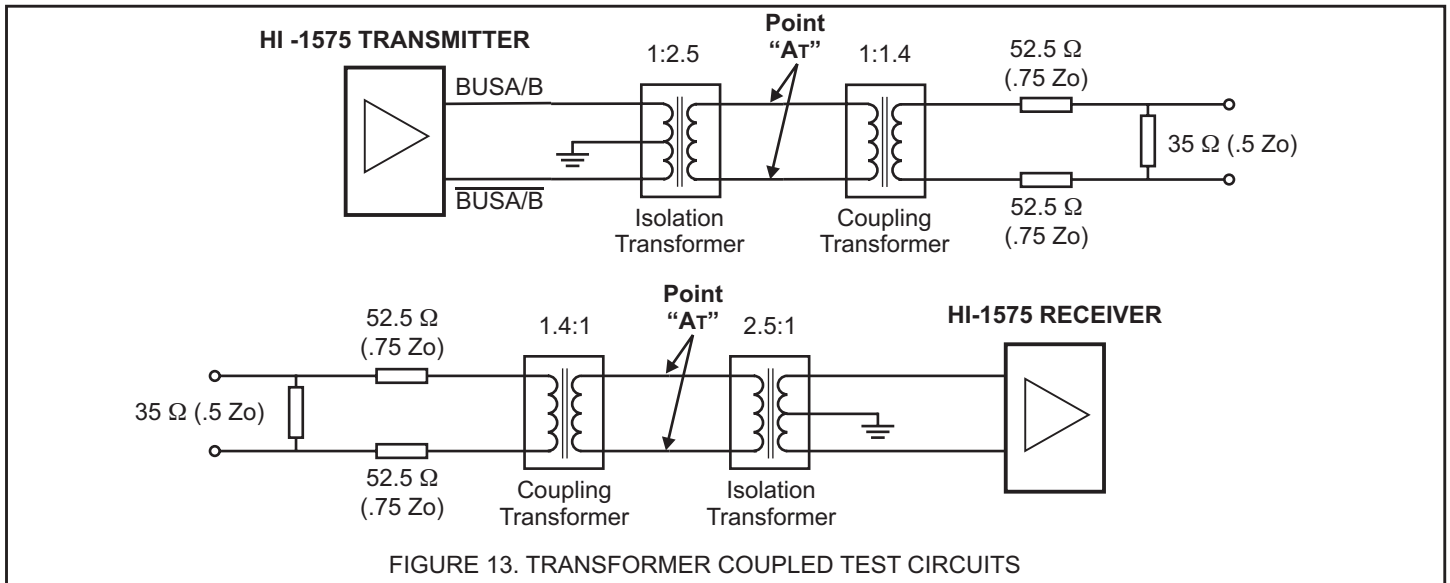 HI -1575 TRANSMITTER
BUSA/B
BUSA/B
1:2.5
Isolation
Transformer
Point
“AT”
1:1.4
Coupling
Transformer
52.5 Ω
(.75 Zo)
35 Ω (.5 Zo)
52.5 Ω
(.75 Zo)
35 Ω (.5 Zo)
52.5 Ω
(.75 Zo)
52.5 Ω
(.75 Zo)
1.4:1
Coupling
Transformer
Point
“AT”
2.5:1
Isolation
Transformer
HI-1575 RECEIVER
FIGURE 13. TRANSFORMER COUPLED TEST CIRCUITS